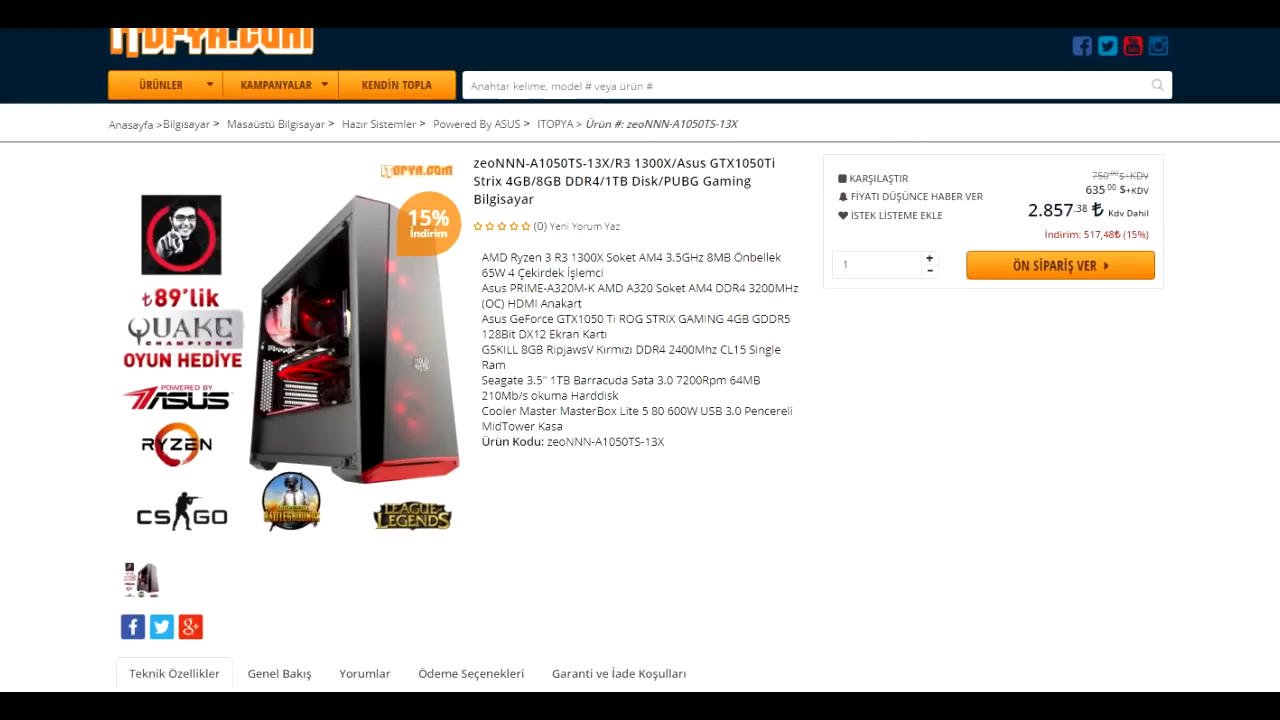 ITOPYA.COM
ÜRÜNLER
KAMPANYALAR
KENDİN TOPLA
Anahtar kelime, model # veya ürün #
Anasayfa > Bilgisayar > Masaüstü Bilgisayar > Hazır Sistemler > Powered By ASUS > ITOPYA > Ürün #: zeoNNN-A1050TS-13X
ITOPYA.COM
15%
İndirim
₺89'lik
QUAKE
CHAMPIONS
OYUN HEDİYE
POWERED BY
ASUS
RYZEN
CS GO
BATTLEGROUNDS
LEAGUE of
LEGENDS
zeoNNN-A1050TS-13X/R3 1300X/Asus GTX1050Ti
Strix 4GB/8GB DDR4/1TB Disk/PUBG Gaming
Bilgisayar
(0) Yeni Yorum Yaz
AMD Ryzen 3 R3 1300X Soket AM4 3.5GHz 8MB Önbellek
65W 4 Çekirdek İşlemci
Asus PRIME-A320M-K AMD A320 Soket AM4 DDR4 3200MHz
(OC) HDMI Anakart
Asus GeForce GTX1050 Ti ROG STRIX GAMING 4GB GDDR5
128Bit DX12 Ekran Kartı
GSKILL 8GB RipjawsV Kırmızı DDR4 2400Mhz CL15 Single
Ram
Seagate 3.5" 1TB Barracuda Sata 3.0 7200Rpm 64MB
210Mb/s okuma Harddisk
Cooler Master MasterBox Lite 5 80 600W USB 3.0 Pencereli
MidTower Kasa
Ürün Kodu: zeoNNN-A1050TS-13X
KARŞILAŞTIR
FİYATI DÜŞÜNCE HABER VER
İSTEK LİSTEME EKLE
750.00 $+KDV
635.00 $+KDV
2.857.38 ₺ Kdv Dahil
İndirim: 517,48₺ (15%)
1
+
-
ÖN SİPARİŞ VER
Teknik Özellikler
Genel Bakış
Yorumlar
Ödeme Seçenekleri
Garanti ve İade Koşulları